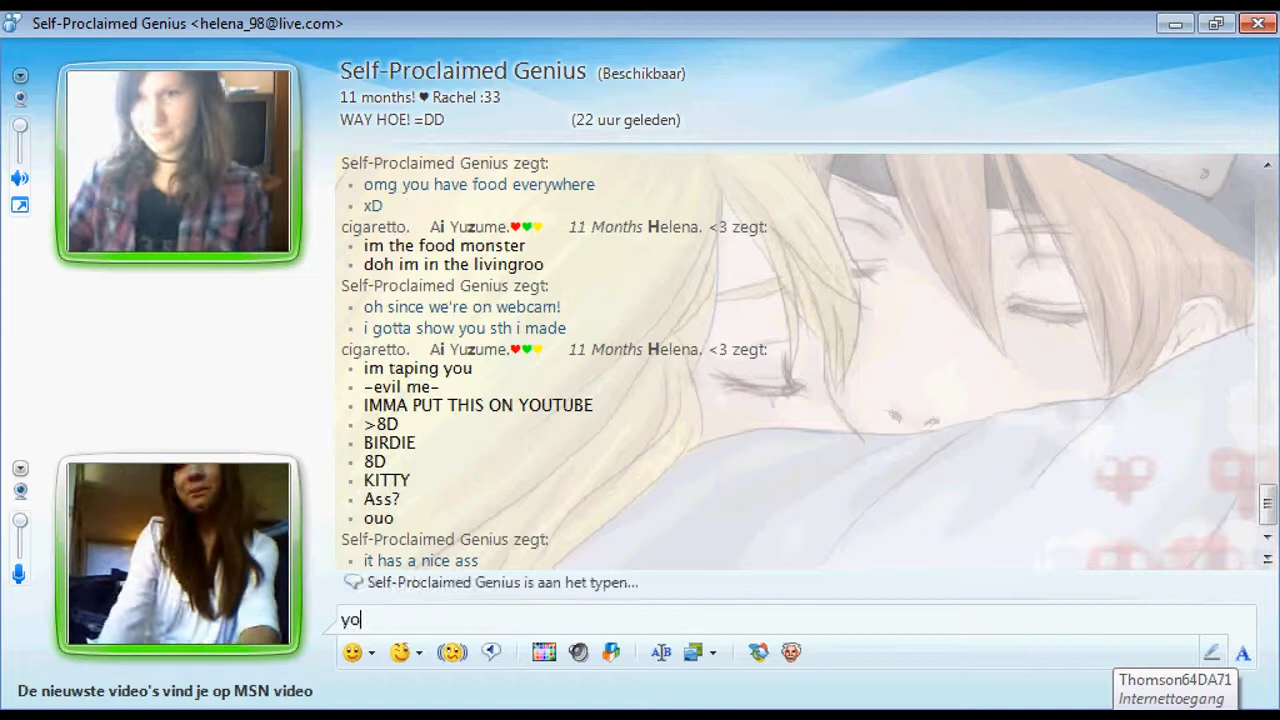 Self-Proclaimed Genius <helena_98@live.com>
Self-Proclaimed Genius (Beschikbaar)
11 months! ♥ Rachel :33
WAY HOE! =DD (22 uur geleden)
Self-Proclaimed Genius zegt:
omg you have food everywhere
xD
cigaretto. Ai Yuzume.♥♥♥ 11 Months Helena. <3 zegt:
im the food monster
doh im in the livingroo
Self-Proclaimed Genius zegt:
oh since we're on webcam!
i gotta show you sth i made
cigaretto. Ai Yuzume.♥♥♥ 11 Months Helena. <3 zegt:
im taping you
-evil me-
IMMA PUT THIS ON YOUTUBE
>8D
BIRDIE
8D
KITTY
Ass?
ouo
Self-Proclaimed Genius zegt:
it has a nice ass
Self-Proclaimed Genius is aan het typen...
yo
De nieuwste video's vind je op MSN video
Thomson64DA71
Internettoegang